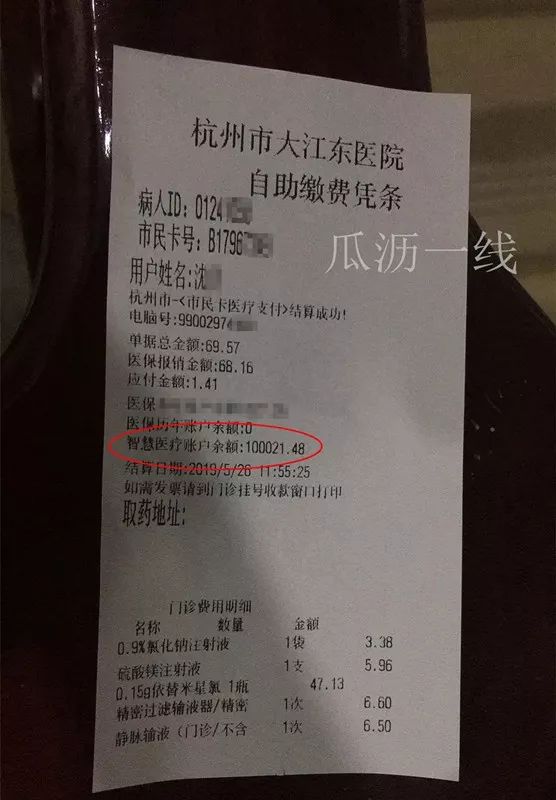 杭州市大江东医院
自助缴费凭条
病人ID: 0124
市民卡号: B1796
瓜沥一线
用户姓名:沈
杭州市-<市民卡医疗支付>结算成功!
电脑号:99002974
单据总金额:69.57
医保报销金额:68.16
应付金额:1.41
医保
医保历年账户余额:0
智慧医疗账户余额:100021.48
结算日期:2019/5/26 11:55:25
如需发票请到门诊挂号收款窗口打印
取药地址:
门诊费用明细
名称 数量 金额
0.9%氯化钠注射液 1袋 3.38
硫酸镁注射液 1支 5.96
0.15g依替米星氯 1瓶 47.13
精密过滤输液器/精密 1次 6.60
静脉输液(门诊/不含 1次 6.50